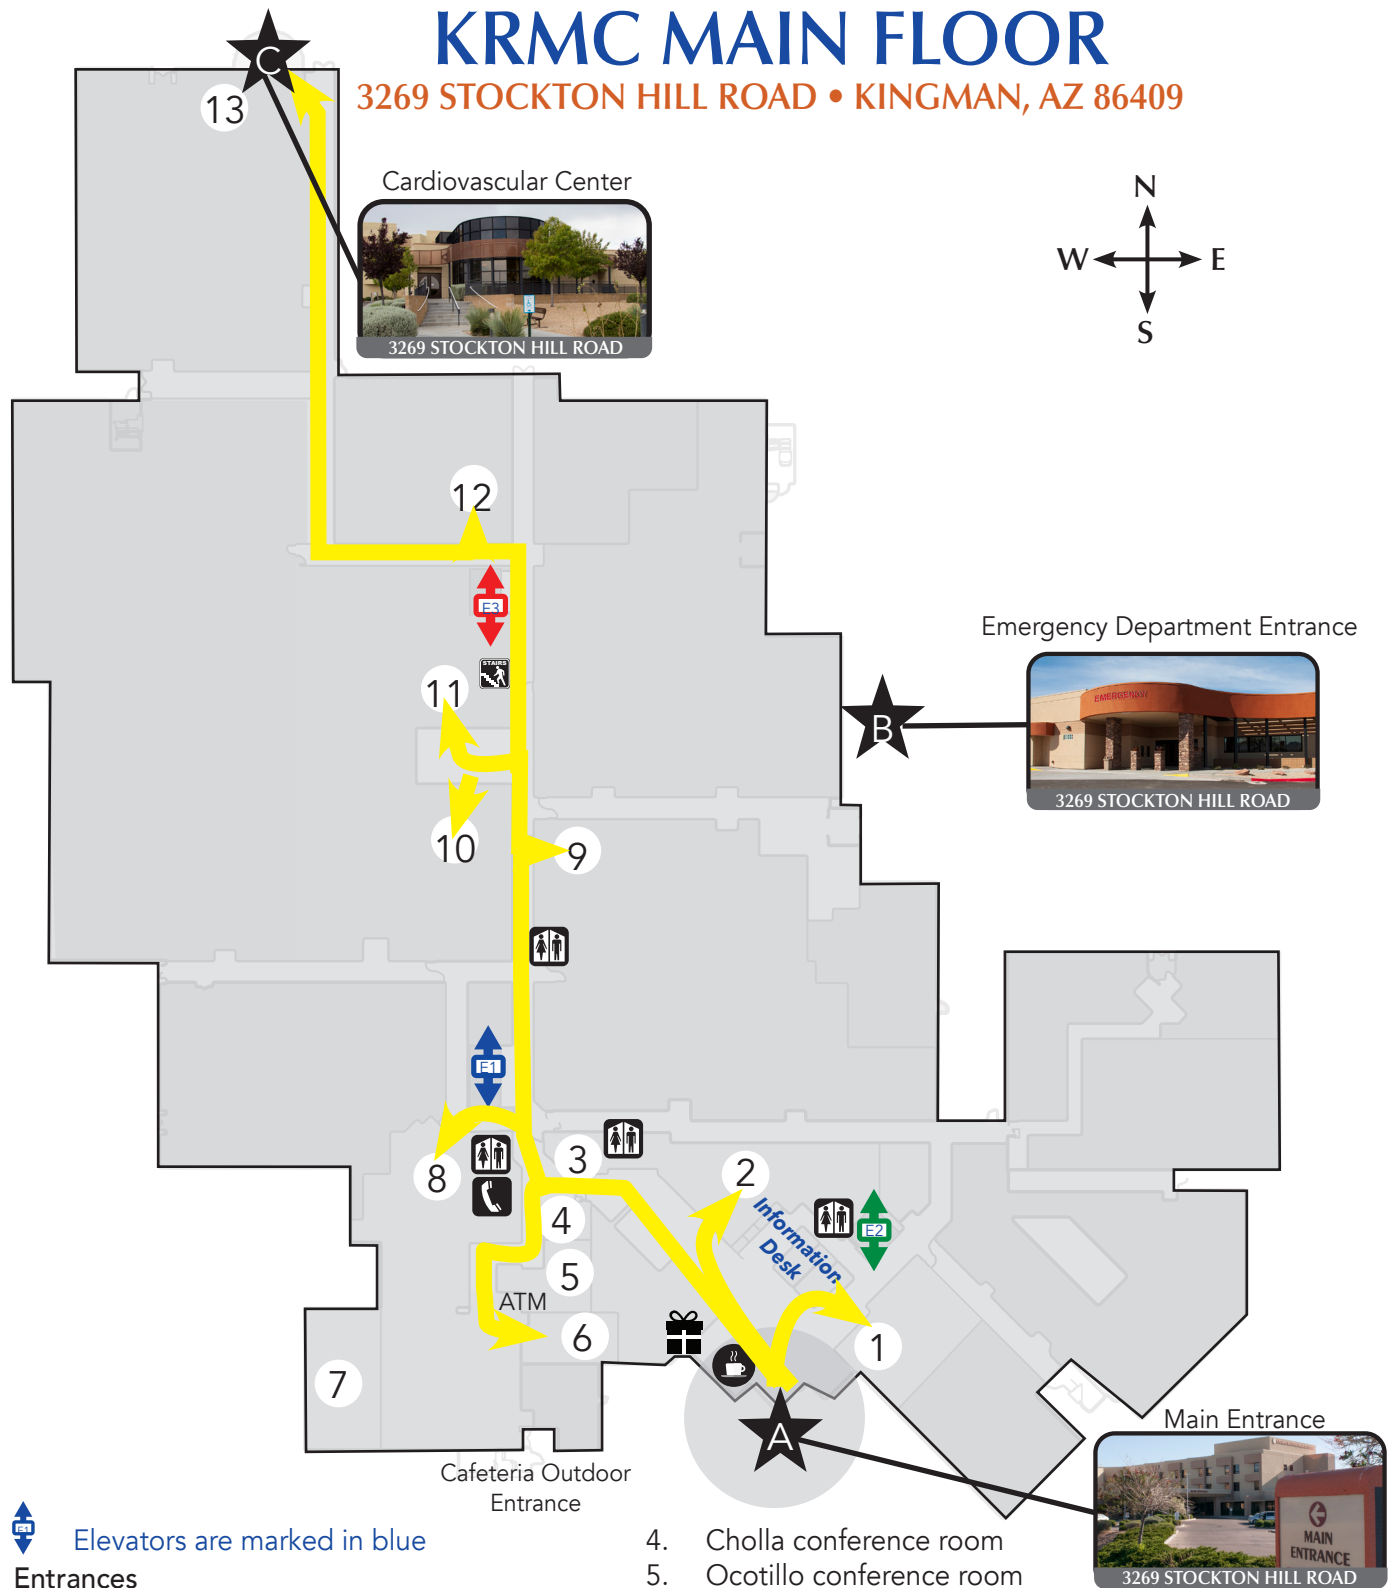 KRMC MAIN FLOOR
3269 STOCKTON HILL ROAD • KINGMAN, AZ 86409
C
13
Cardiovascular Center
3269 STOCKTON HILL ROAD
N
W E
S
12
E3
STAIRS
11
10
9
Emergency Department Entrance
EMERGENCY
B
3269 STOCKTON HILL ROAD
E1
8
3
2
4
Information
Desk
E2
5
ATM
6
1
7
A
Main Entrance
MAIN
ENTRANCE
3269 STOCKTON HILL ROAD
Cafeteria Outdoor
Entrance
E1
Elevators are marked in blue
Entrances
4. Cholla conference room
5. Ocotillo conference room